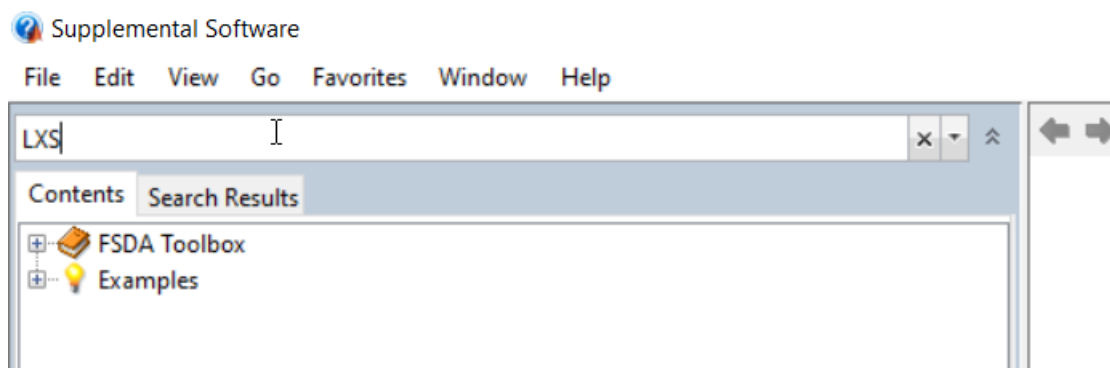 Supplemental Software
File Edit View Go Favorites Window Help
LXS
Contents Search Results
FSDA Toolbox
Examples